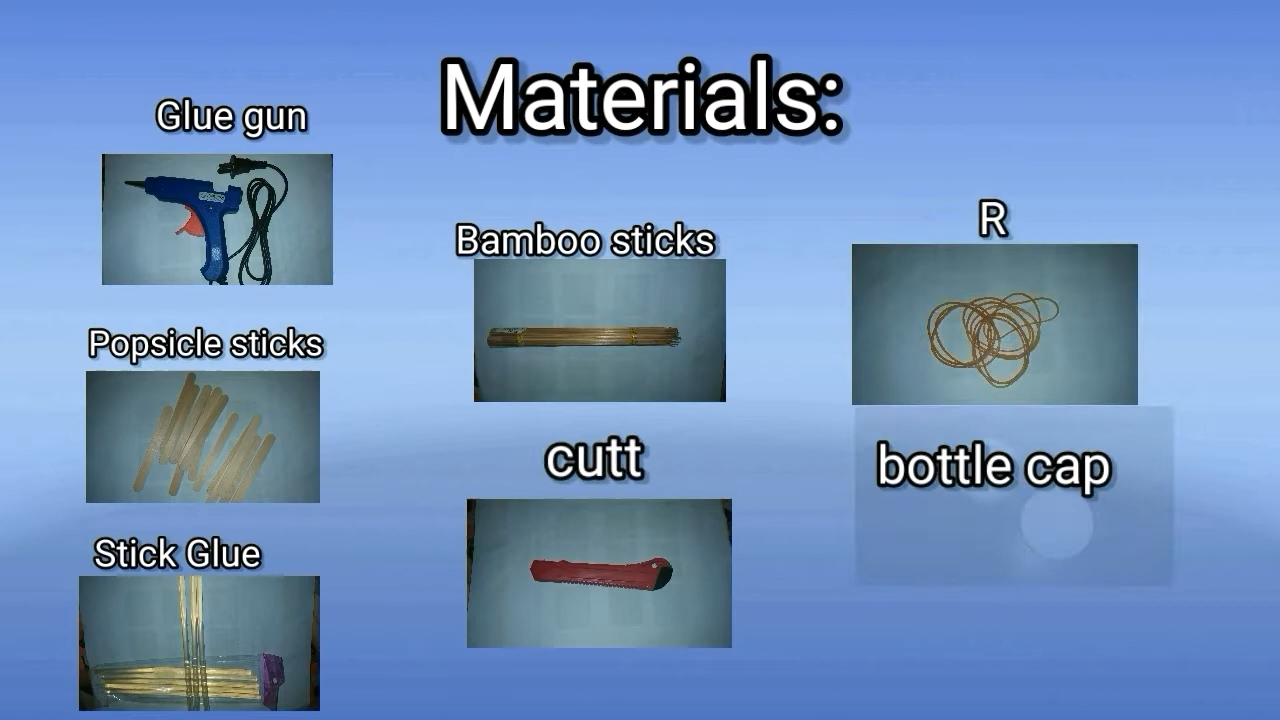 Materials:
Glue gun
Popsicle sticks
Stick Glue
Bamboo sticks
cutt
R
bottle cap